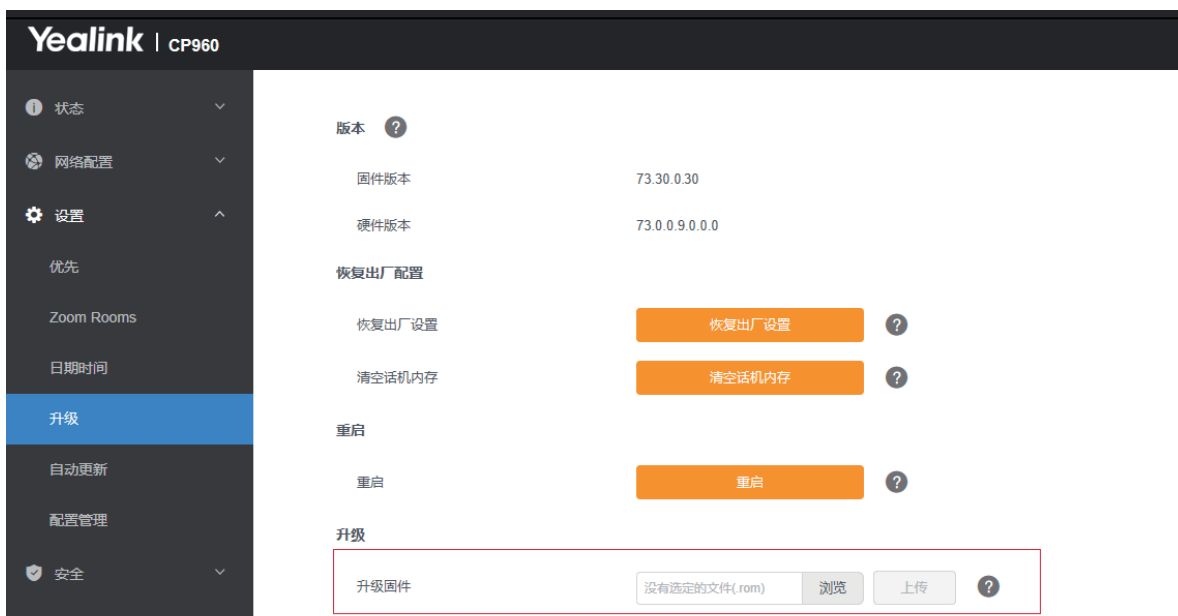 Yealink | CP960
状态
网络配置
设置
优先
Zoom Rooms
日期时间
升级
自动更新
配置管理
安全
版本 ?
固件版本 73.30.0.30
硬件版本 73.0.0.9.0.0.0
恢复出厂配置
恢复出厂设置 恢复出厂设置 ?
清空话机内存 清空话机内存 ?
重启
重启 重启 ?
升级
升级固件 没有选定的文件(.rom) 浏览 上传 ?